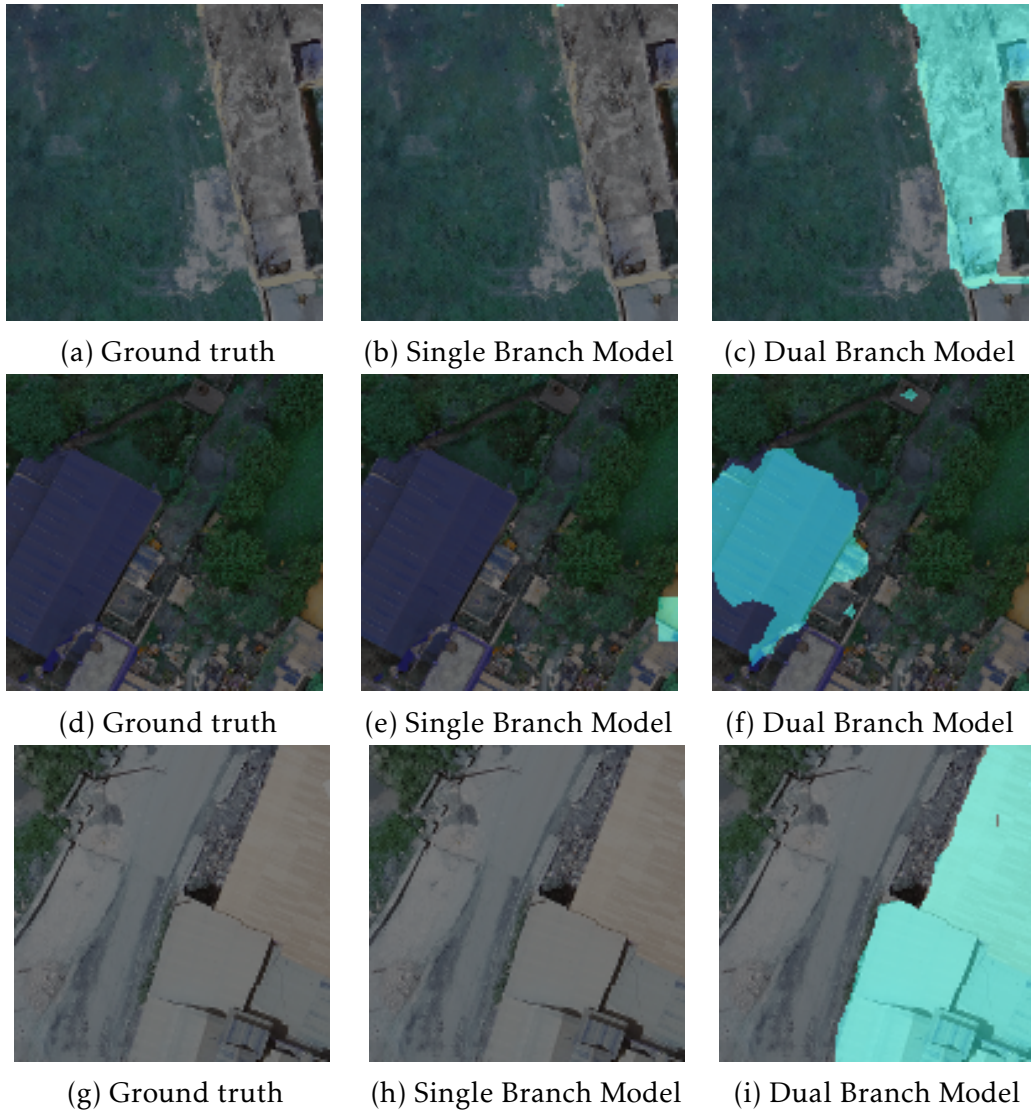 (a) Ground truth
(b) Single Branch Model
(c) Dual Branch Model
(d) Ground truth
(e) Single Branch Model
(f) Dual Branch Model
(g) Ground truth
(h) Single Branch Model
(i) Dual Branch Model